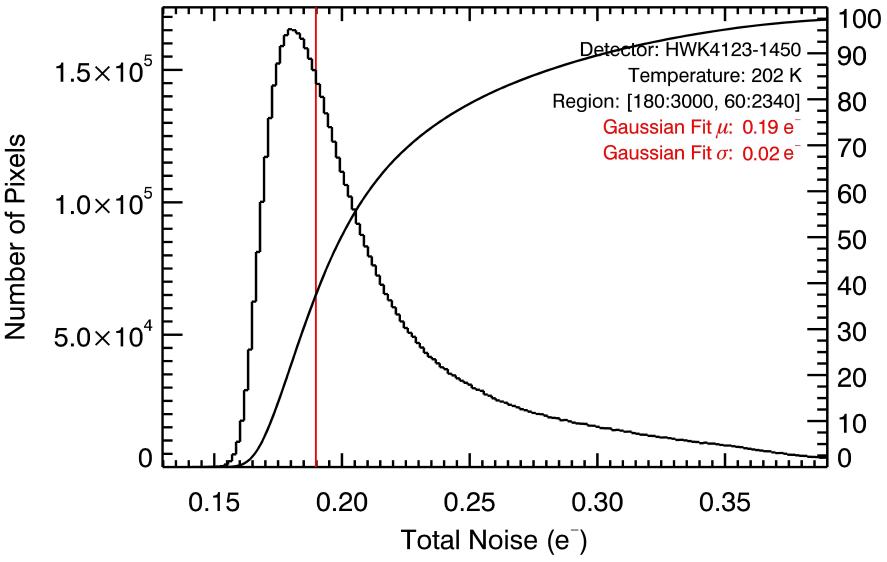 Detector: HWK4123-1450
Temperature: 202 K
Region: [180:3000, 60:2340]
Gaussian Fit μ: 0.19 e⁻
Gaussian Fit σ: 0.02 e⁻
Number of Pixels
1.5×10⁵
1.0×10⁵
5.0×10⁴
0
100
90
80
70
60
50
40
30
20
10
0
0.15 0.20 0.25 0.30 0.35
Total Noise (e⁻)